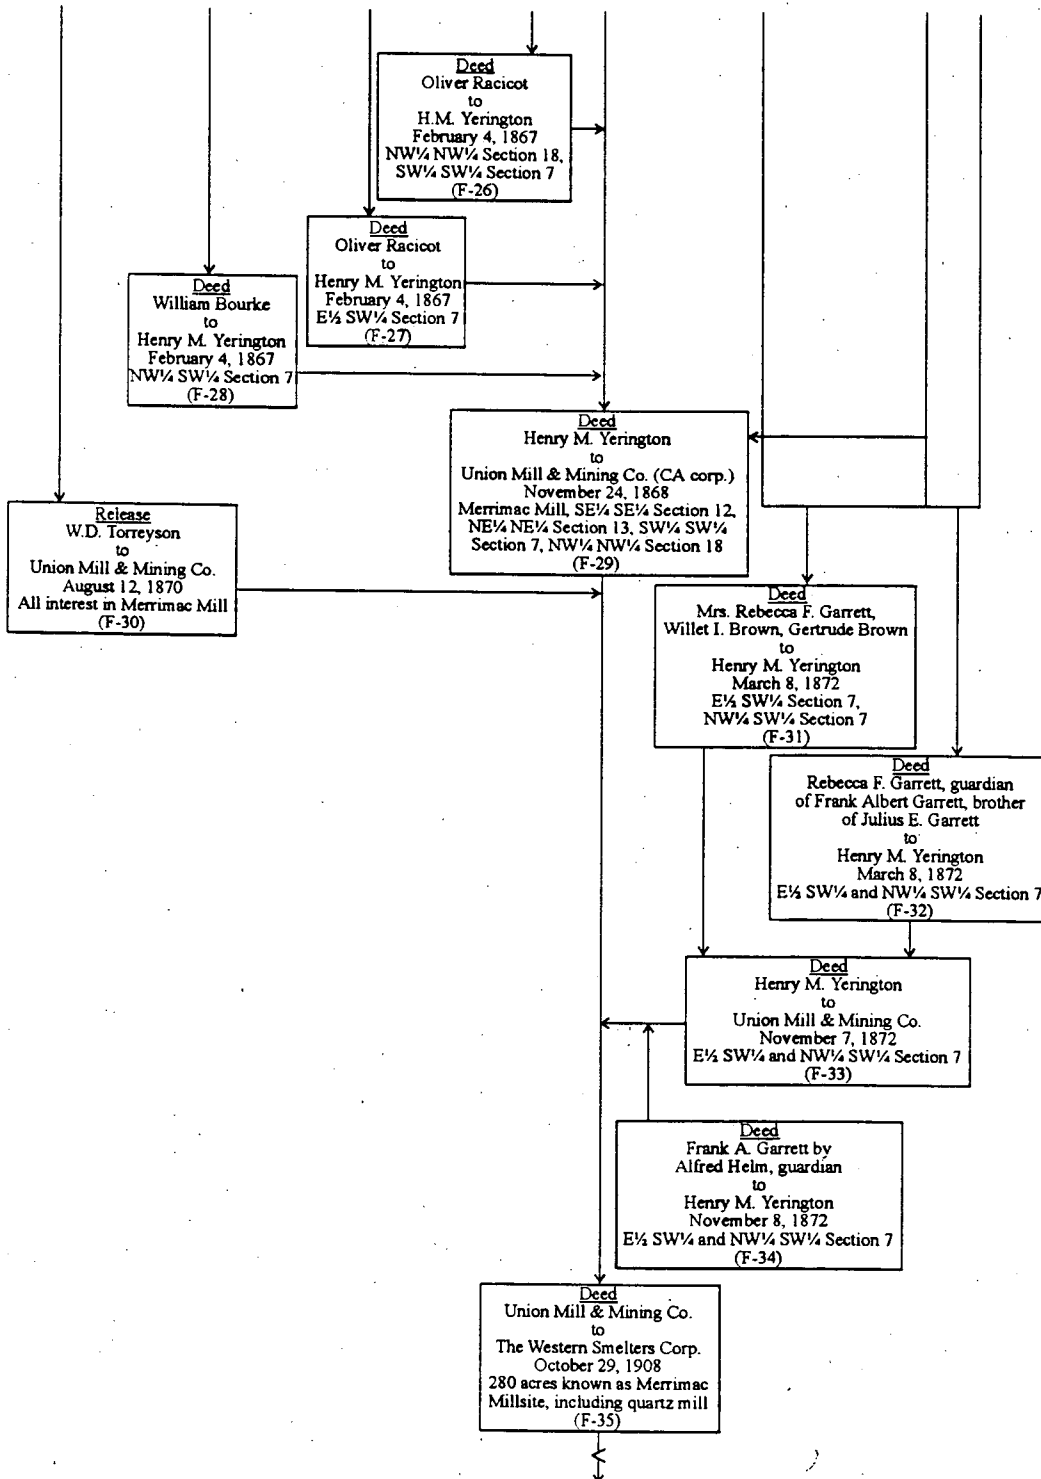 Deed
Oliver Racicot
to
H.M. Yerington
February 4, 1867
NW¼ NW¼ Section 18,
SW¼ SW¼ Section 7
(F-26)
Deed
Oliver Racicot
to
Henry M. Yerington
February 4, 1867
E½ SW¼ Section 7
(F-27)
Deed
William Bourke
to
Henry M. Yerington
February 4, 1867
NW¼ SW¼ Section 7
(F-28)
Deed
Henry M. Yerington
to
Union Mill & Mining Co. (CA corp.)
November 24, 1868
Merrimac Mill, SE¼ SE¼ Section 12,
NE¼ NE¼ Section 13, SW¼ SW¼
Section 7, NW¼ NW¼ Section 18
(F-29)
Release
W.D. Torreyson
to
Union Mill & Mining Co.
August 12, 1870
All interest in Merrimac Mill
(F-30)
Deed
Mrs. Rebecca F. Garrett,
Willet I. Brown, Gertrude Brown
to
Henry M. Yerington
March 8, 1872
E½ SW¼ Section 7,
NW¼ SW¼ Section 7
(F-31)
Deed
Rebecca F. Garrett, guardian
of Frank Albert Garrett, brother
of Julius E. Garrett
to
Henry M. Yerington
March 8, 1872
E½ SW¼ and NW¼ SW¼ Section 7
(F-32)
Deed
Henry M. Yerington
to
Union Mill & Mining Co.
November 7, 1872
E½ SW¼ and NW¼ SW¼ Section 7
(F-33)
Deed
Frank A. Garrett by
Alfred Helm, guardian
to
Henry M. Yerington
November 8, 1872
E½ SW¼ and NW¼ SW¼ Section 7
(F-34)
Deed
Union Mill & Mining Co.
to
The Western Smelters Corp.
October 29, 1908
280 acres known as Merrimac
Millsite, including quartz mill
(F-35)